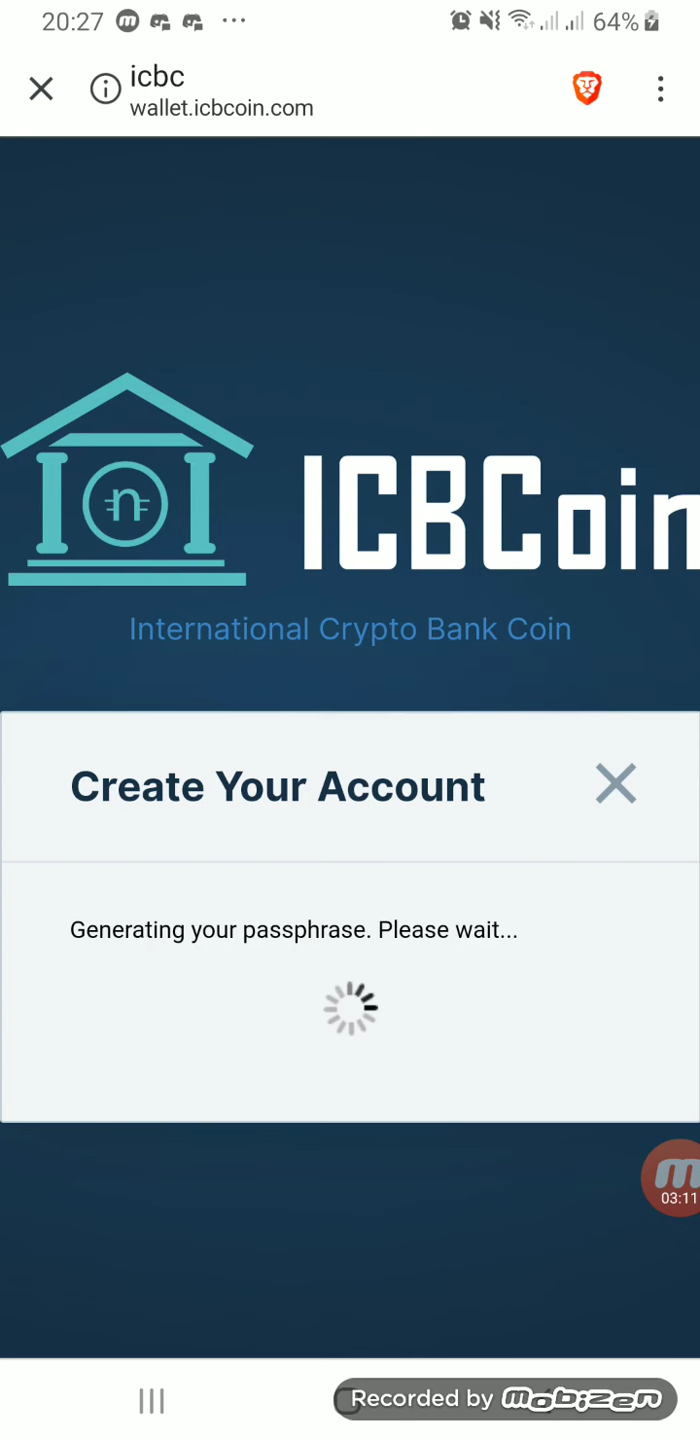 20:27
64%
icbc
wallet.icbcoin.com
n
ICBCoin
International Crypto Bank Coin
Create Your Account
Generating your passphrase. Please wait...
m
03:11
Recorded by mobizen